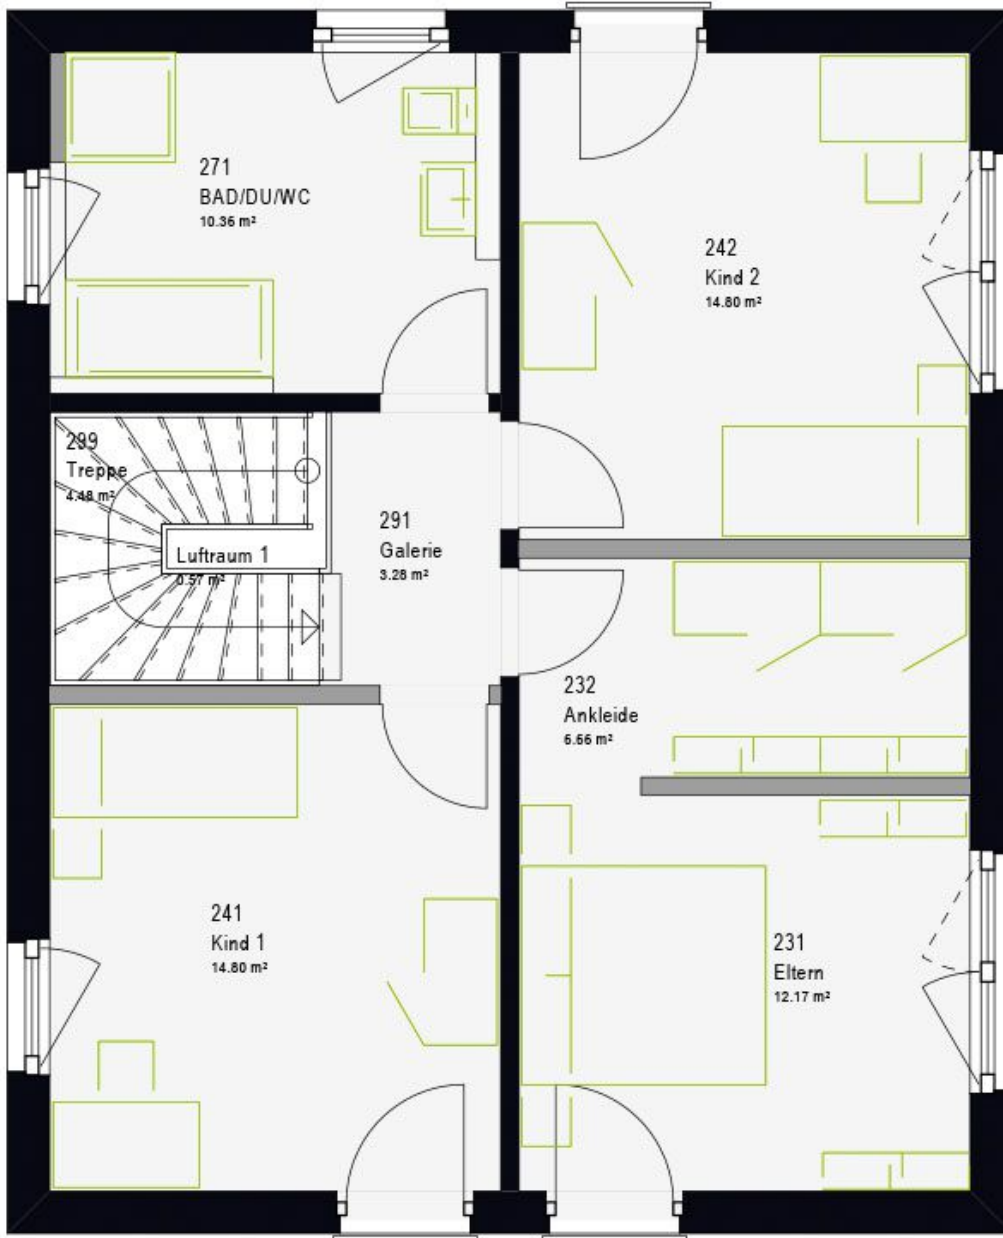 271
BAD/DU/WC
10.36 m²
242
Kind 2
14.80 m²
299
Treppe
4.48 m²
291
Galerie
3.28 m²
Luftraum 1
0.57 m²
232
Ankleide
6.66 m²
241
Kind 1
14.80 m²
231
Eltern
12.17 m²